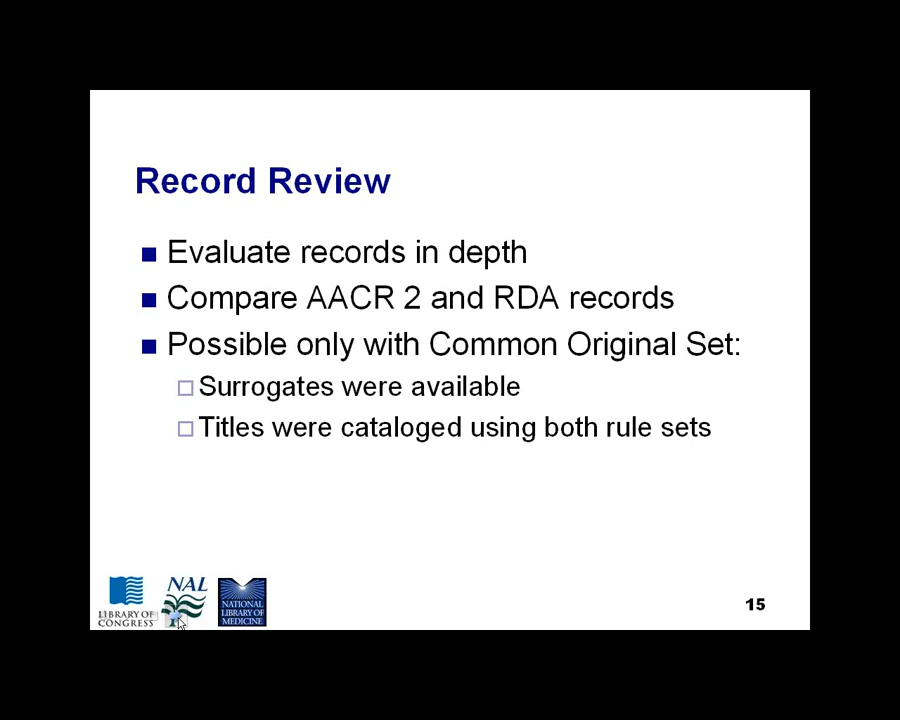 Record Review
Evaluate records in depth
Compare AACR 2 and RDA records
Possible only with Common Original Set:
Surrogates were available
Titles were cataloged using both rule sets
LIBRARY OF
CONGRESS
NAL
NATIONAL
LIBRARY OF
MEDICINE
15